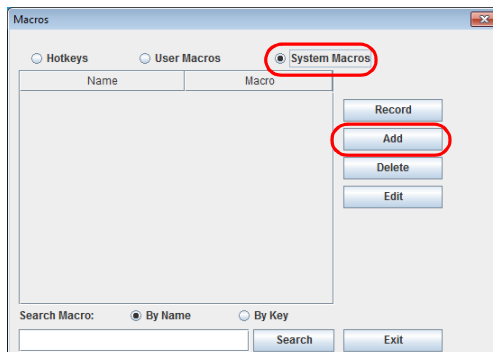 Macros
Hotkeys User Macros System Macros
Name Macro
Record
Add
Delete
Edit
Search Macro: By Name By Key
Search Exit